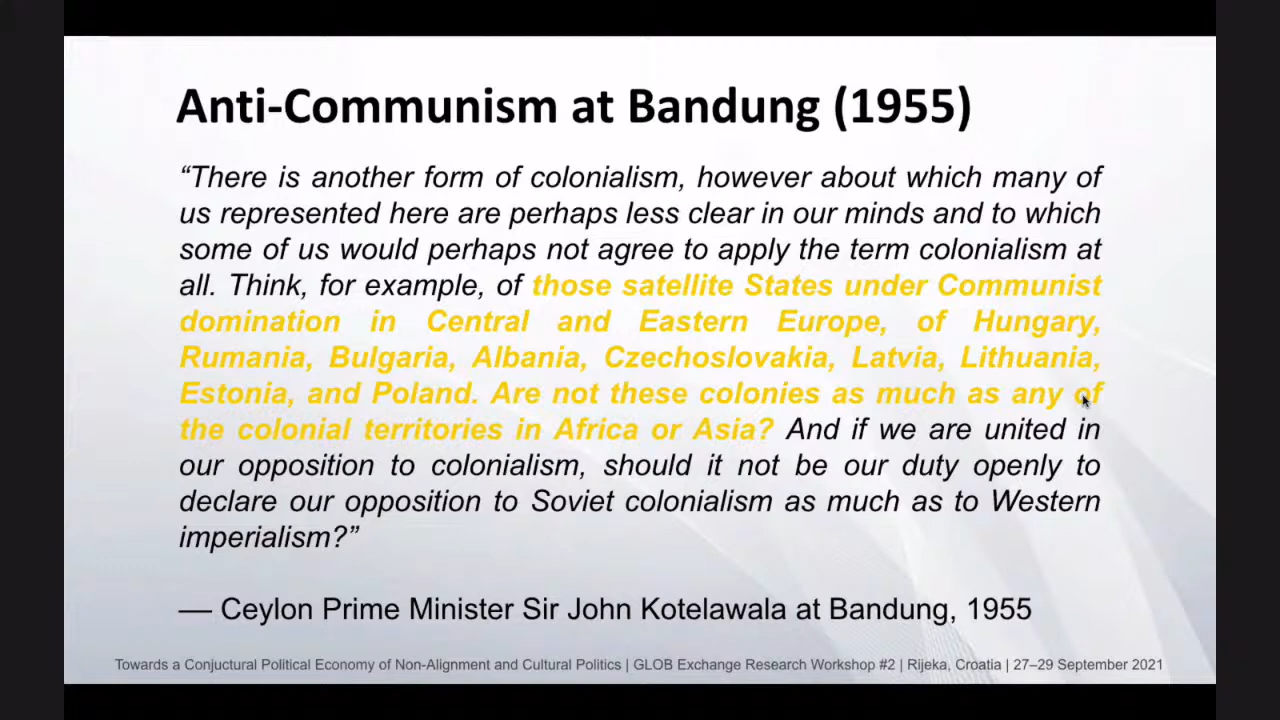 Anti-Communism at Bandung (1955)
“There is another form of colonialism, however about which many of
us represented here are perhaps less clear in our minds and to which
some of us would perhaps not agree to apply the term colonialism at
all. Think, for example, of those satellite States under Communist
domination in Central and Eastern Europe, of Hungary,
Rumania, Bulgaria, Albania, Czechoslovakia, Latvia, Lithuania,
Estonia, and Poland. Are not these colonies as much as any of
the colonial territories in Africa or Asia? And if we are united in
our opposition to colonialism, should it not be our duty openly to
declare our opposition to Soviet colonialism as much as to Western
imperialism?”
— Ceylon Prime Minister Sir John Kotelawala at Bandung, 1955
Towards a Conjuctural Political Economy of Non-Alignment and Cultural Politics | GLOB Exchange Research Workshop #2 | Rijeka, Croatia | 27–29 September 2021